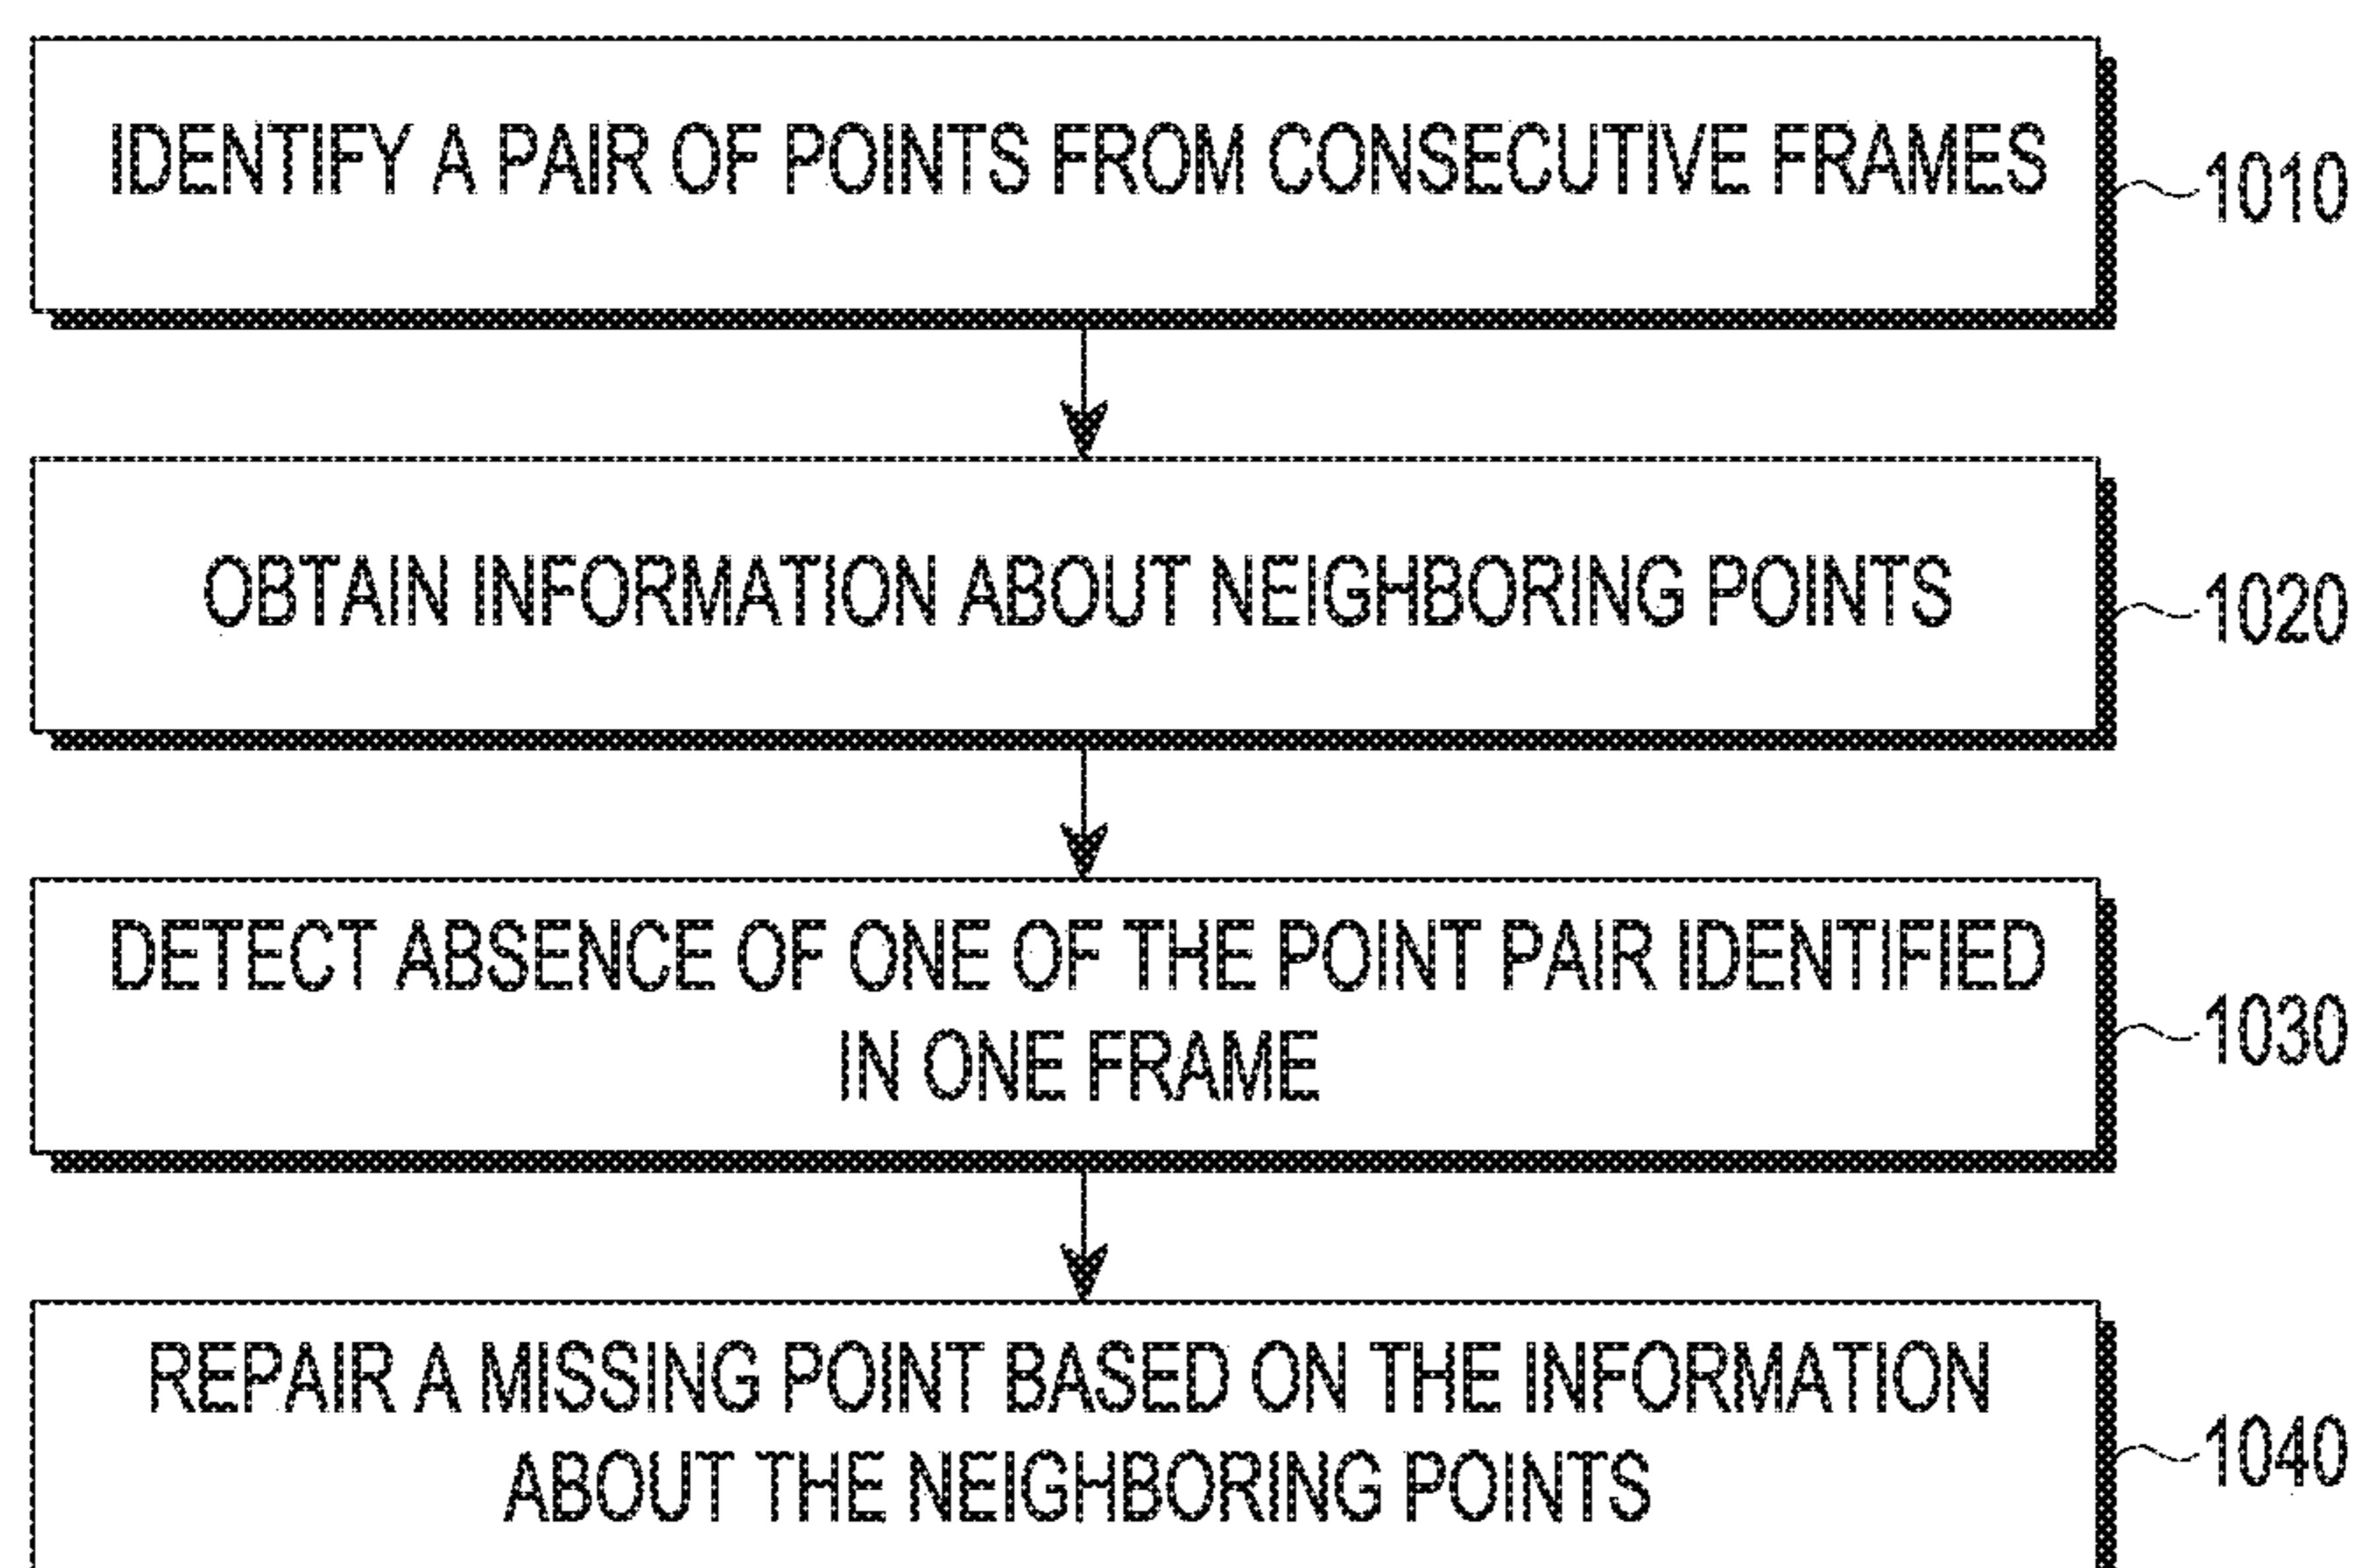 IDENTIFY A PAIR OF POINTS FROM CONSECUTIVE FRAMES
1010
OBTAIN INFORMATION ABOUT NEIGHBORING POINTS
1020
DETECT ABSENCE OF ONE OF THE POINT PAIR IDENTIFIED
IN ONE FRAME
1030
REPAIR A MISSING POINT BASED ON THE INFORMATION
ABOUT THE NEIGHBORING POINTS
1040